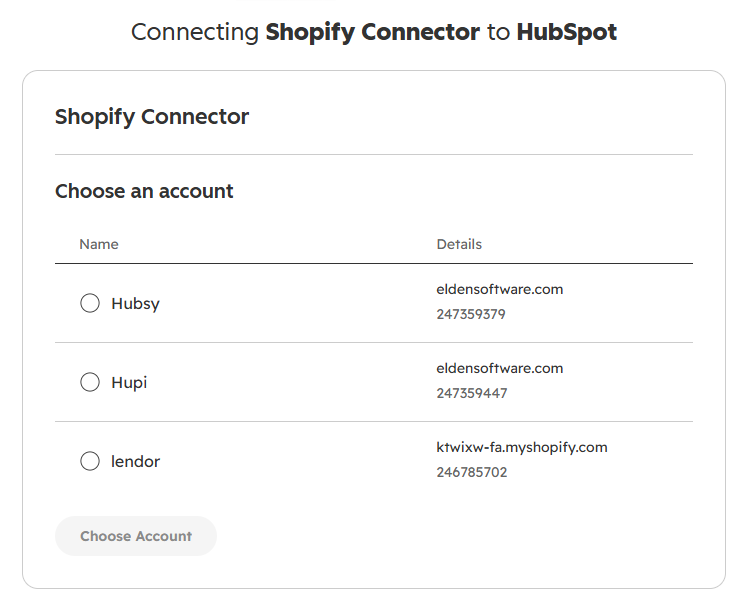 Connecting Shopify Connector to HubSpot
Shopify Connector
Choose an account
Name Details
Hubsy eldensoftware.com
247359379
Hupi eldensoftware.com
247359447
lendor ktwixw-fa.myshopify.com
246785702
Choose Account